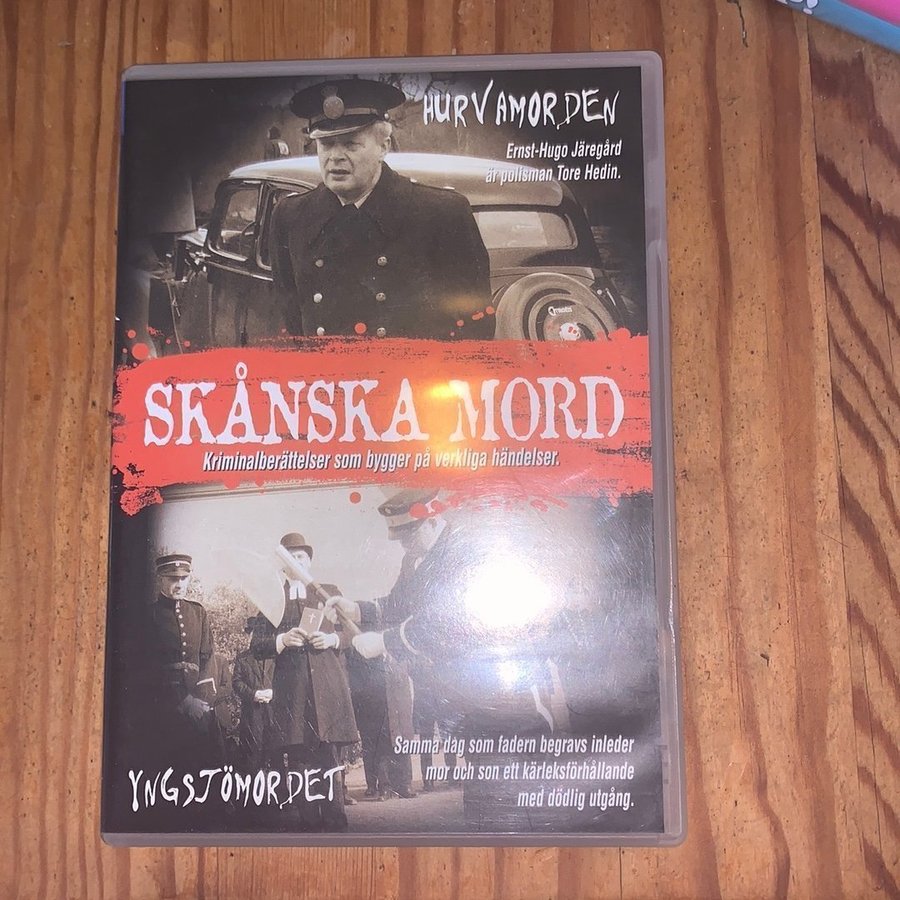 HURVAMORDEN
Ernst-Hugo Järegård
är polisman Tore Hedin.
CITROËN
SKÅNSKA MORD
Kriminalberättelser som bygger på verkliga händelser.
Samma dag som fadern begravs inleder
mor och son ett kärleksförhållande
med dödlig utgång.
YNGSJÖMORDET